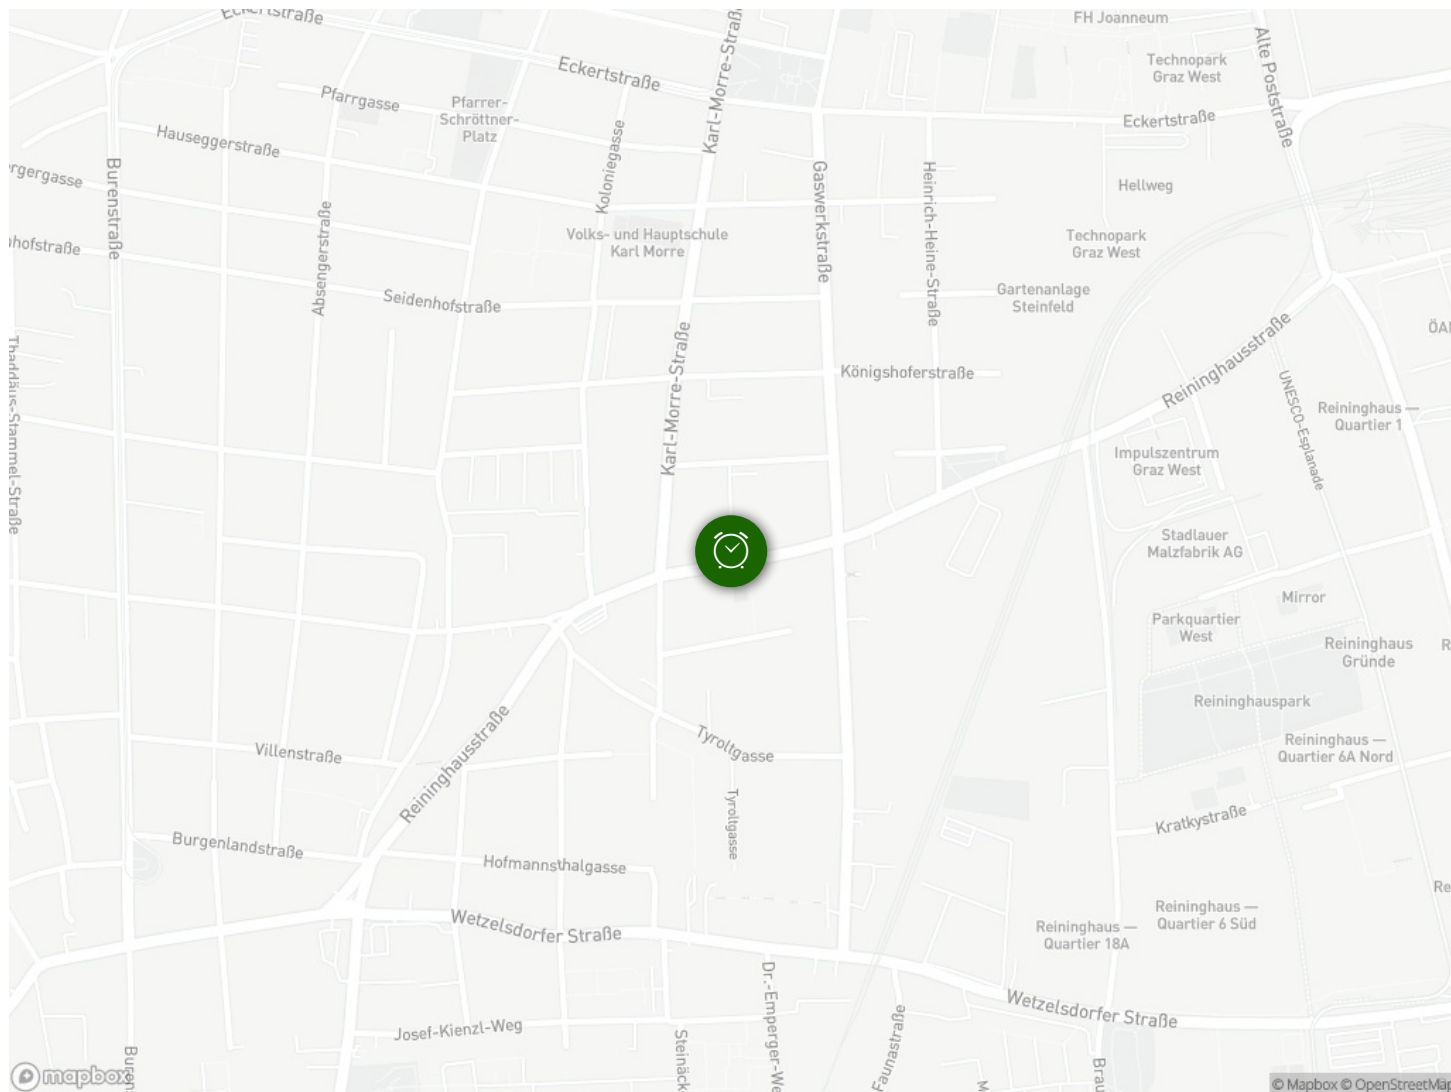 Eckertstraße
FH Joanneum
Karl-Morre-Straße
Alte Poststraße
Technopark
Graz West
Eckertstraße
Pfarrgasse
Pfarrer-
Schröttner-
Platz
Eckertstraße
Hauseggerstraße
Koloniegasse
Burenstraße
Gaswerkstraße
Heinrich-Heine-Straße
Hellweg
Absengerstraße
Volks- und Hauptschule
Karl Morre
Technopark
Graz West
Seidenhofstraße
Gartenanlage
Steinfeld
Thaddäus-Stammel-Straße
Karl-Morre-Straße
Königshoferstraße
Reininghausstraße
UNESCO-Esplanade
Reininghaus —
Quartier 1
Impulszentrum
Graz West
Stadlauer
Malzfabrik AG
Mirror
Parkquartier
West
Reininghaus
Gründe
Reininghauspark
Reininghausstraße
Tyroltgasse
Villenstraße
Reininghaus —
Quartier 6A Nord
Tyroltgasse
Kratkystraße
Burgenlandstraße
Hofmannsthalgasse
Wetzelsdorfer Straße
Reininghaus —
Quartier 6 Süd
Reininghaus —
Quartier 18A
Wetzelsdorfer Straße
Josef-Kienzl-Weg
Faunastraße
mapbox
© Mapbox © OpenStreetMap